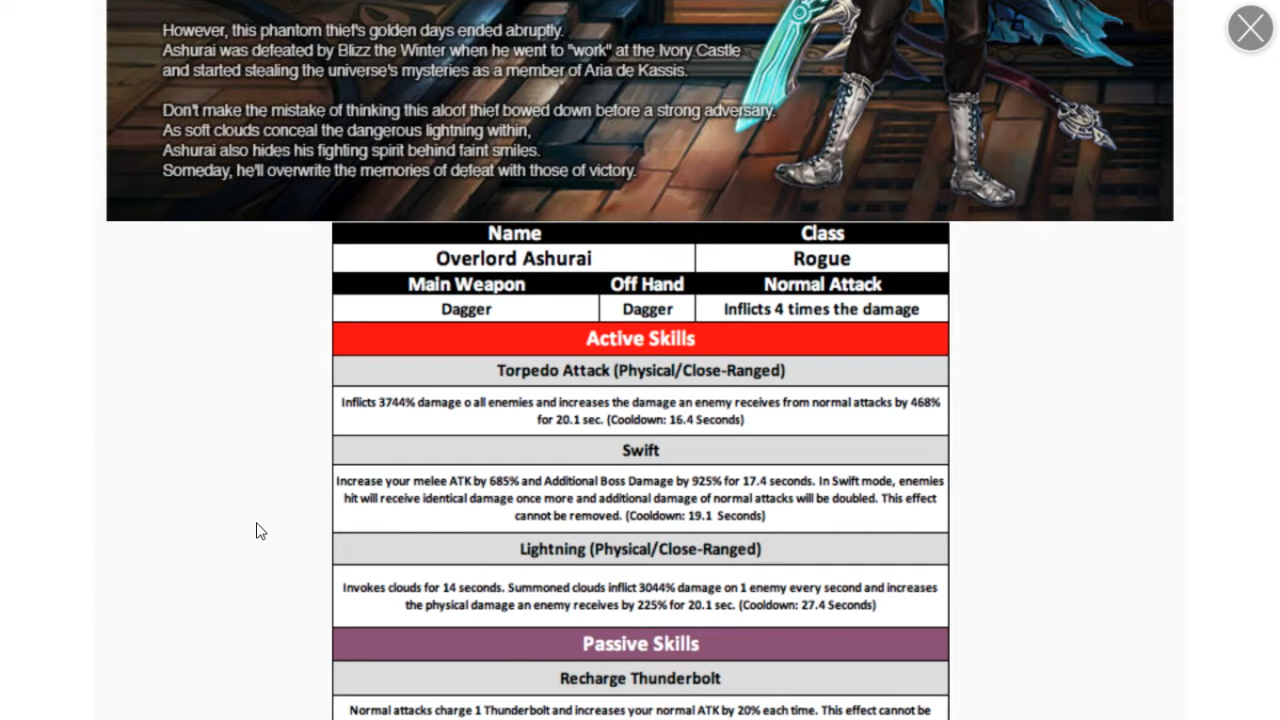 However, this phantom thief's golden days ended abruptly.
Ashurai was defeated by Blizz the Winter when he went to "work" at the Ivory Castle
and started stealing the universe's mysteries as a member of Aria de Kassis.
Don't make the mistake of thinking this aloof thief bowed down before a strong adversary.
As soft clouds conceal the dangerous lightning within,
Ashurai also hides his fighting spirit behind faint smiles.
Someday, he'll overwrite the memories of defeat with those of victory.
Name Class
Overlord Ashurai Rogue
Main Weapon Off Hand Normal Attack
Dagger Dagger Inflicts 4 times the damage
Active Skills
Torpedo Attack (Physical/Close-Ranged)
Inflicts 3744% damage o all enemies and increases the damage an enemy receives from normal attacks by 468%
for 20.1 sec. (Cooldown: 16.4 Seconds)
Swift
Increase your melee ATK by 685% and Additional Boss Damage by 925% for 17.4 seconds. In Swift mode, enemies
hit will receive identical damage once more and additional damage of normal attacks will be doubled. This effect
cannot be removed. (Cooldown: 19.1 Seconds)
Lightning (Physical/Close-Ranged)
Invokes clouds for 14 seconds. Summoned clouds inflict 3044% damage on 1 enemy every second and increases
the physical damage an enemy receives by 225% for 20.1 sec. (Cooldown: 27.4 Seconds)
Passive Skills
Recharge Thunderbolt
Normal attacks charge 1 Thunderbolt and increases your normal ATK by 20% each time. This effect cannot be